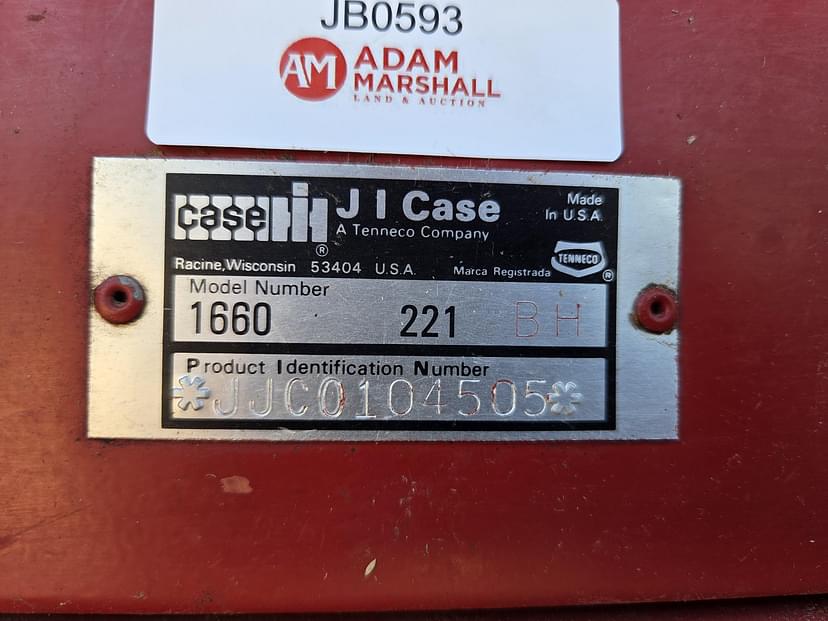 JB0593
AM ADAM
MARSHALL
LAND & AUCTION
case IH ® J I Case
A Tenneco Company
Made
In U.S.A.
TENNECO ®
Racine, Wisconsin 53404 U.S.A. Marca Registrada
Model Number
1660 221 BH
Product Identification Number
*JJC0104505*